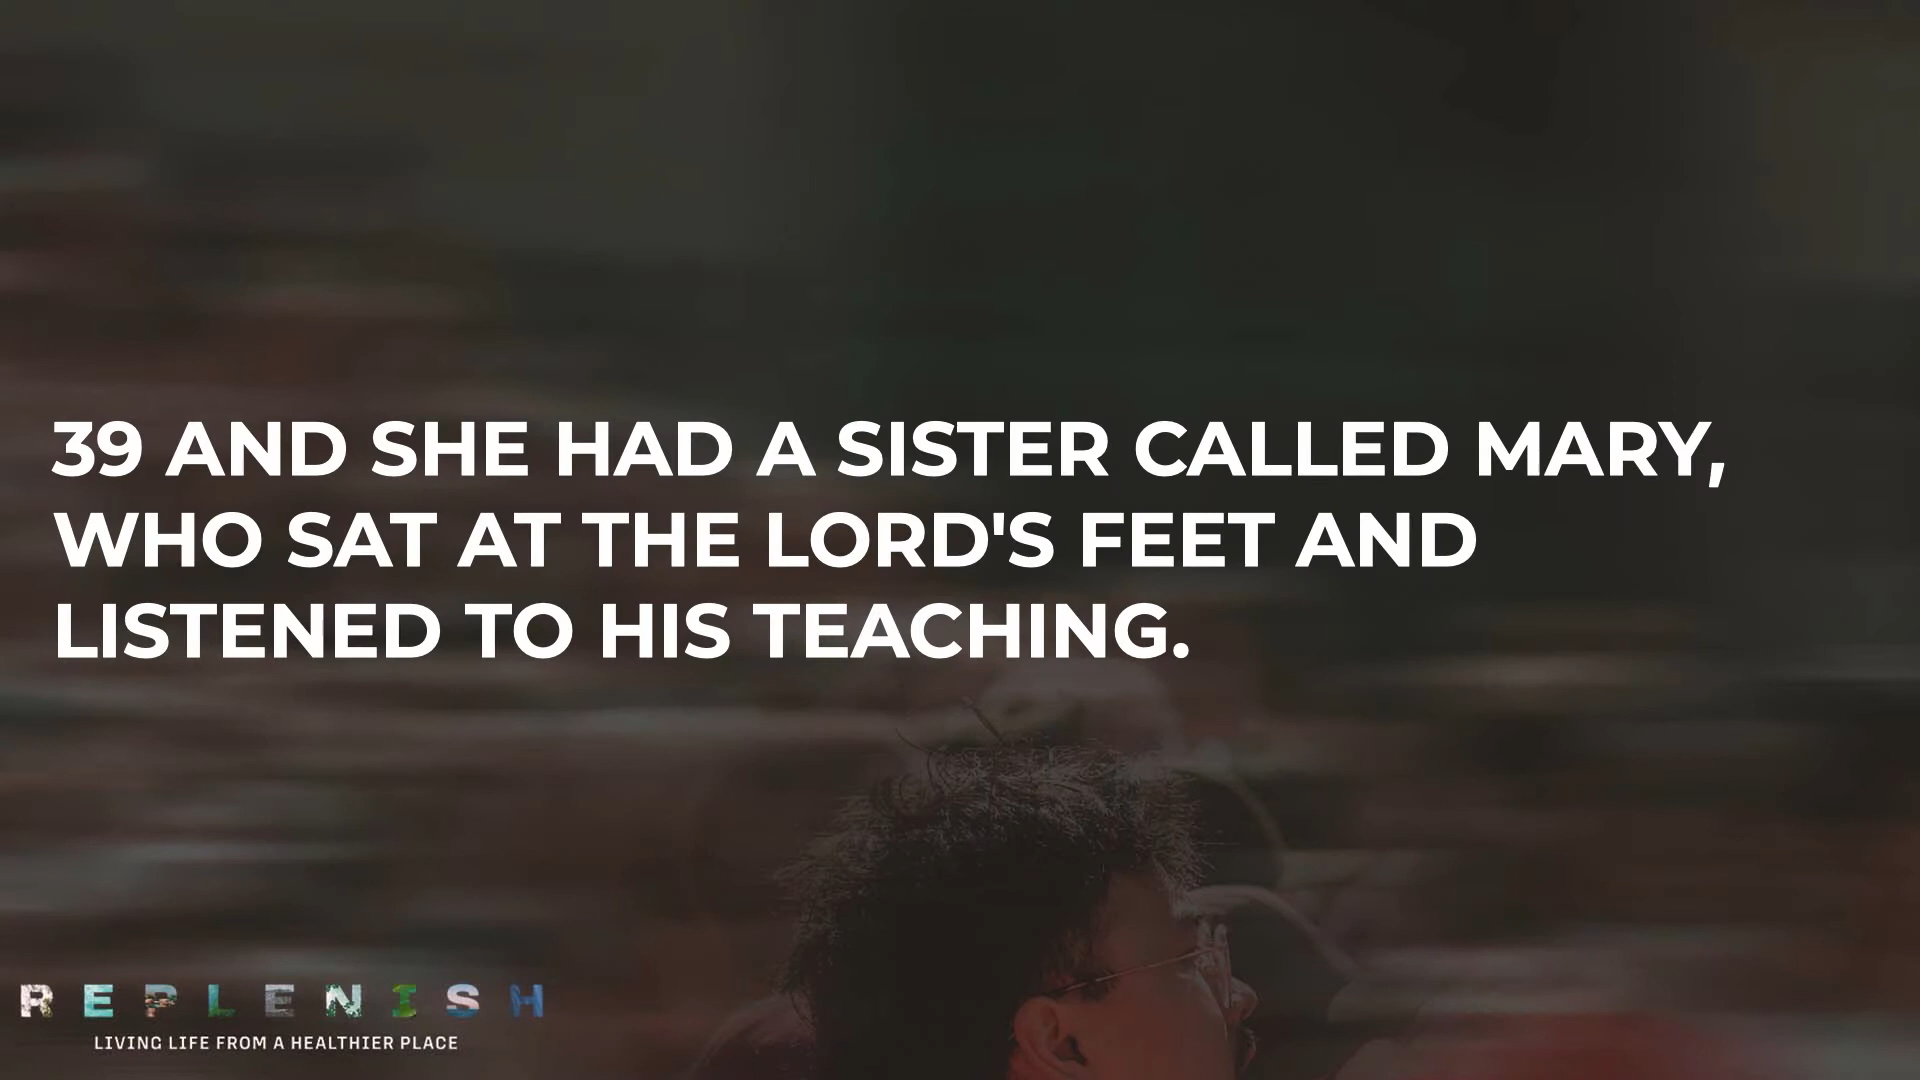 39 AND SHE HAD A SISTER CALLED MARY,
WHO SAT AT THE LORD'S FEET AND
LISTENED TO HIS TEACHING.
REPLENISH
LIVING LIFE FROM A HEALTHIER PLACE